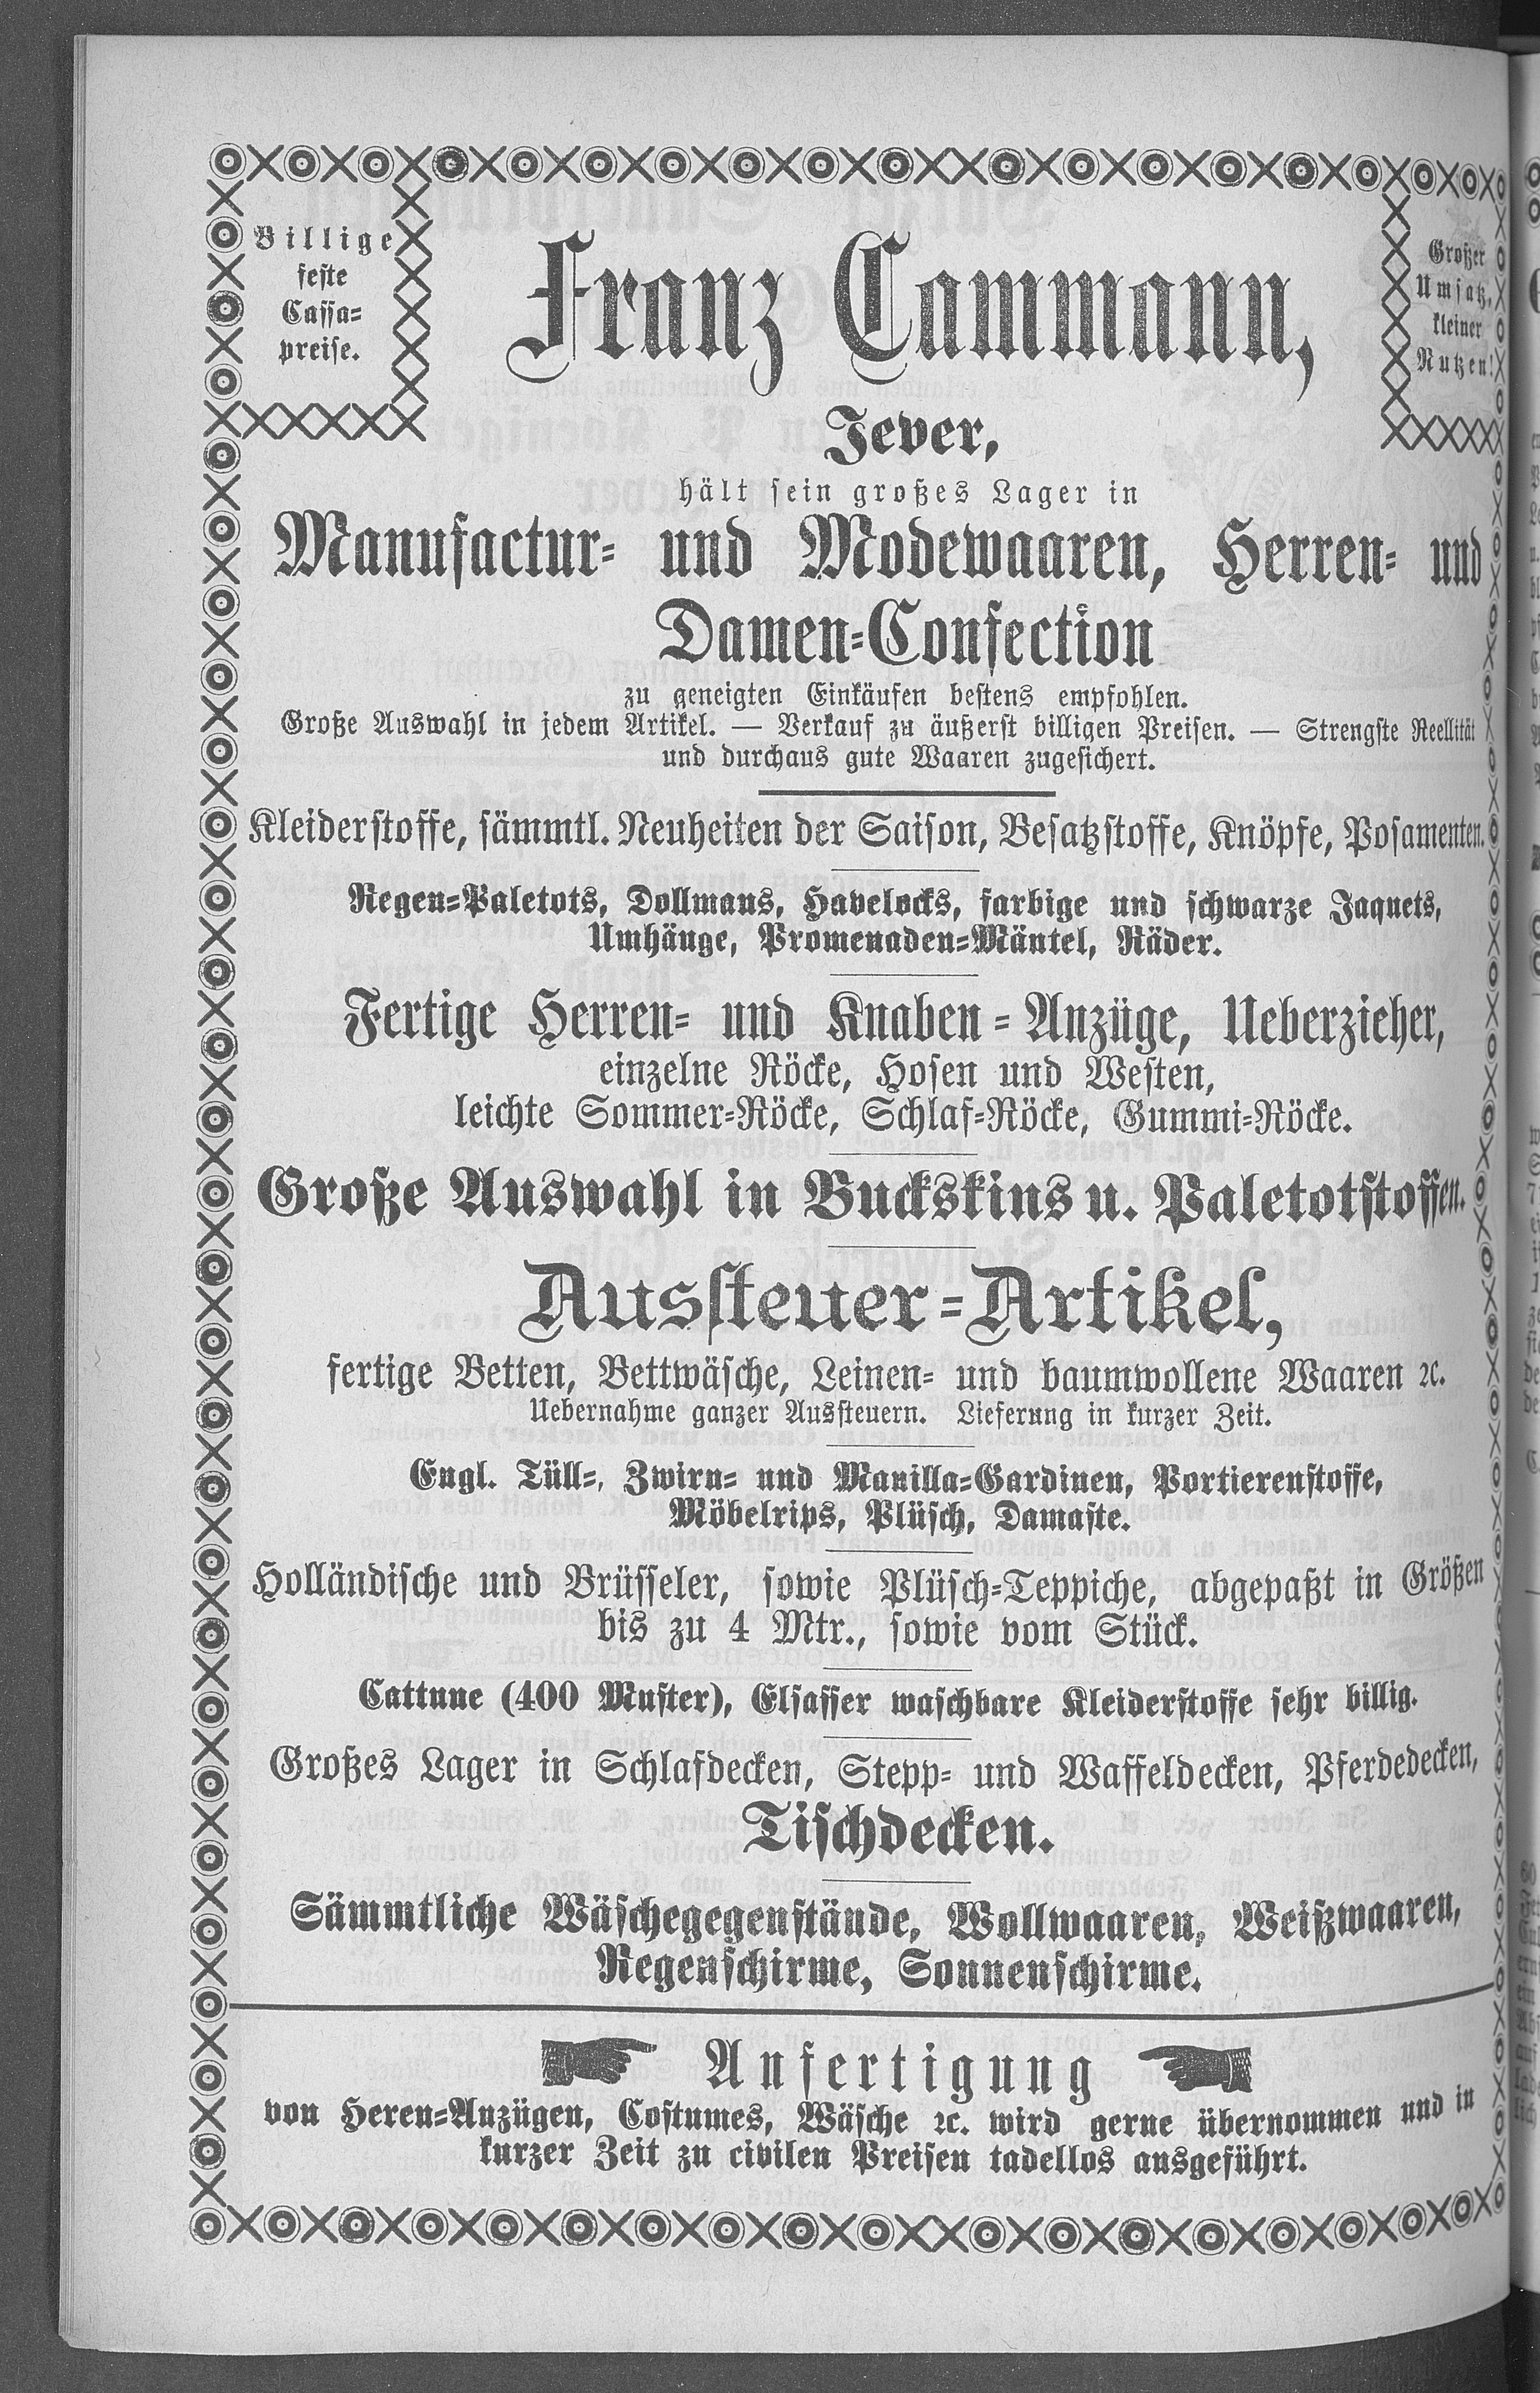 Billige
feste
Cassa-
preise.
Großer
Umsatz,
kleiner
Nutzen!
Franz Cammann,
Jever,
hält sein großes Lager in
Manufactur- und Modewaaren, Herren- und
Damen-Confection
zu geneigten Einkäufen bestens empfohlen.
Große Auswahl in jedem Artikel. — Verkauf zu äußerst billigen Preisen. — Strengste Reellität
und durchaus gute Waaren zugesichert.
Kleiderstoffe, sämmtl. Neuheiten der Saison, Besatzstoffe, Knöpfe, Posamenten.
Regen-Paletots, Dollmans, Havelocks, farbige und schwarze Jaquets,
Umhänge, Promenaden-Mäntel, Räder.
Fertige Herren- und Knaben-Anzüge, Ueberzieher,
einzelne Röcke, Hosen und Westen,
leichte Sommer-Röcke, Schlaf-Röcke, Gummi-Röcke.
Große Auswahl in Buckskins u. Paletotstoffen.
Aussteuer-Artikel,
fertige Betten, Bettwäsche, Leinen- und baumwollene Waaren ꝛc.
Uebernahme ganzer Aussteuern. Lieferung in kurzer Zeit.
Engl. Tüll-, Zwirn- und Manilla-Gardinen, Portierenstoffe,
Möbelrips, Plüsch, Damaste.
Holländische und Brüsseler, sowie Plüsch-Teppiche, abgepaßt in Größen
bis zu 4 Mtr., sowie vom Stück.
Cattune (400 Muster), Elsasser waschbare Kleiderstoffe sehr billig.
Großes Lager in Schlafdecken, Stepp- und Waffeldecken, Pferdedecken,
Tischdecken.
Sämmtliche Wäschegegenstände, Wollwaaren, Weißwaaren,
Regenschirme, Sonnenschirme.
Anfertigung
von Heren-Anzügen, Costumes, Wäsche ꝛc. wird gerne übernommen und in
kurzer Zeit zu civilen Preisen tadellos ausgeführt.